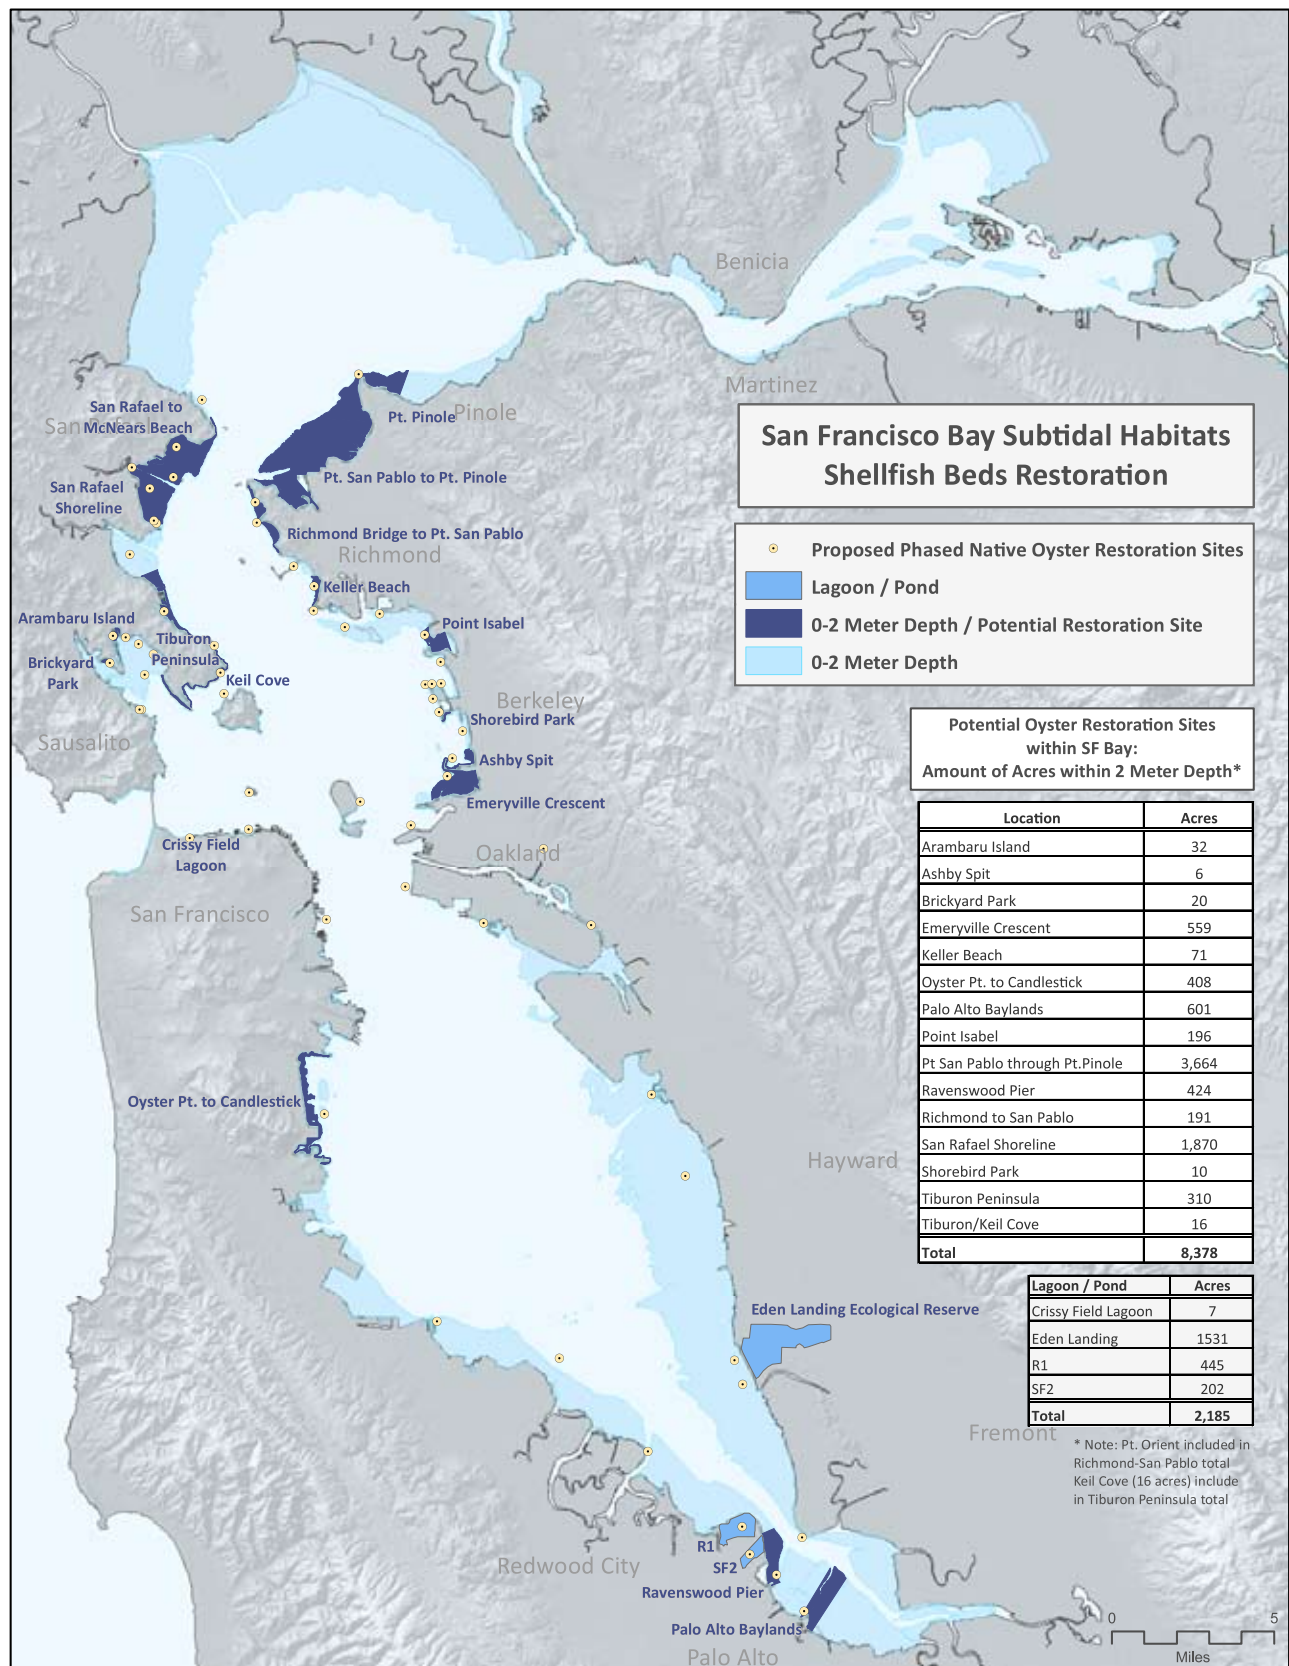 Benicia
Martinez
San Rafael
San Rafael to
McNears Beach
Pt. Pinole
Pinole
San Francisco Bay Subtidal Habitats
Shellfish Beds Restoration
Pt. San Pablo to Pt. Pinole
San Rafael
Shoreline
Richmond Bridge to Pt. San Pablo
Richmond
Proposed Phased Native Oyster Restoration Sites
Lagoon / Pond
0-2 Meter Depth / Potential Restoration Site
0-2 Meter Depth
Keller Beach
Arambaru Island
Point Isabel
Tiburon
Peninsula
Brickyard
Park
Keil Cove
Berkeley
Shorebird Park
Sausalito
Ashby Spit
Emeryville Crescent
Crissy Field
Lagoon
Oakland
San Francisco
Oyster Pt. to Candlestick
Hayward
Potential Oyster Restoration Sites
within SF Bay:
Amount of Acres within 2 Meter Depth*
Location Acres
Arambaru Island 32
Ashby Spit 6
Brickyard Park 20
Emeryville Crescent 559
Keller Beach 71
Oyster Pt. to Candlestick 408
Palo Alto Baylands 601
Point Isabel 196
Pt San Pablo through Pt.Pinole 3,664
Ravenswood Pier 424
Richmond to San Pablo 191
San Rafael Shoreline 1,870
Shorebird Park 10
Tiburon Peninsula 310
Tiburon/Keil Cove 16
Total 8,378
Lagoon / Pond Acres
Crissy Field Lagoon 7
Eden Landing 1531
R1 445
SF2 202
Total 2,185
* Note: Pt. Orient included in
Richmond-San Pablo total
Keil Cove (16 acres) include
in Tiburon Peninsula total
Eden Landing Ecological Reserve
Fremont
R1
SF2
Redwood City
Ravenswood Pier
Palo Alto Baylands
Palo Alto
0 5
Miles